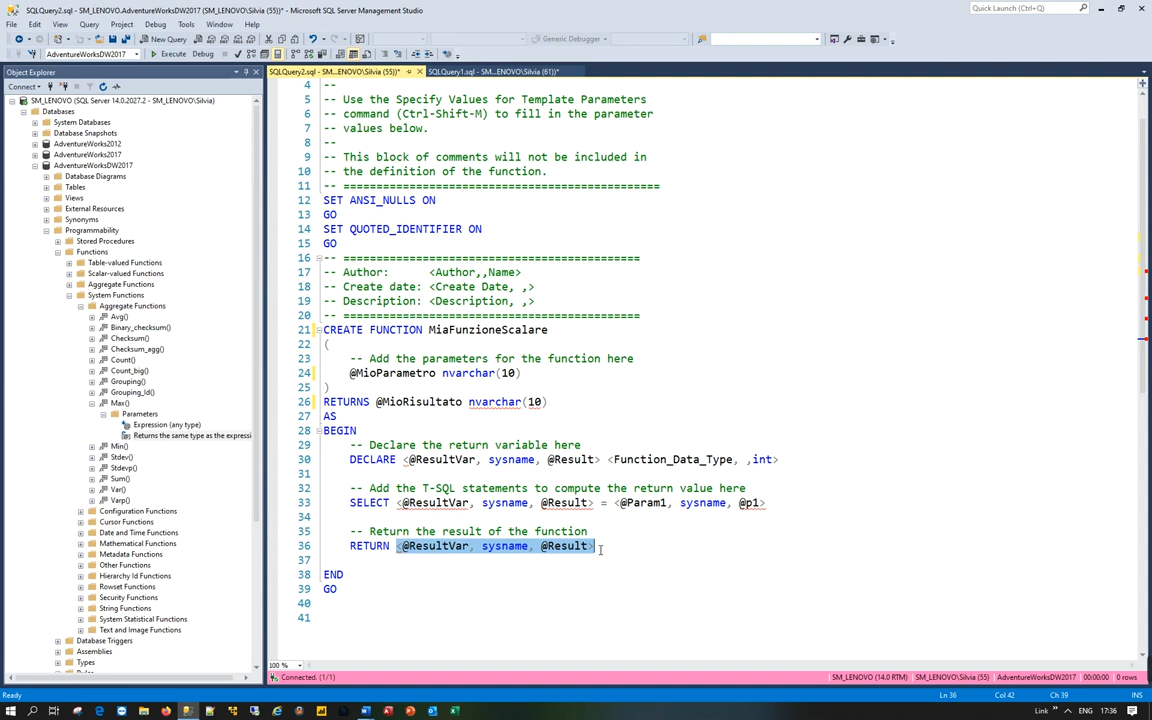 SQLQuery2.sql - SM_LENOVO.AdventureWorksDW2017 (SM_LENOVO\Silvia (55))* - Microsoft SQL Server Management Studio
Quick Launch (Ctrl+Q)
File Edit View Query Project Debug Tools Window Help
New Query
Generic Debugger
AdventureWorksDW2017
Execute Debug
Object Explorer
SQLQuery2.sql - SM...ENOVO\Silvia (55))*
SQLQuery1.sql - SM...ENOVO\Silvia (61))*
Connect
SM_LENOVO (SQL Server 14.0.2027.2 - SM_LENOVO\Silvia)
Databases
System Databases
Database Snapshots
AdventureWorks2012
AdventureWorks2017
AdventureWorksDW2017
Database Diagrams
Tables
Views
External Resources
Synonyms
Programmability
Stored Procedures
Functions
Table-valued Functions
Scalar-valued Functions
Aggregate Functions
System Functions
Aggregate Functions
Avg()
Binary_checksum()
Checksum()
Checksum_agg()
Count()
Count_big()
Grouping()
Grouping_Id()
Max()
Parameters
Expression (any type)
Returns the same type as the expressi
Min()
Stdev()
Stdevp()
Sum()
Var()
Varp()
Configuration Functions
Cursor Functions
Date and Time Functions
Mathematical Functions
Metadata Functions
Other Functions
Hierarchy Id Functions
Rowset Functions
Security Functions
String Functions
System Statistical Functions
Text and Image Functions
Database Triggers
Assemblies
Types
4 --
5 -- Use the Specify Values for Template Parameters
6 -- command (Ctrl-Shift-M) to fill in the parameter
7 -- values below.
8 --
9 -- This block of comments will not be included in
10 -- the definition of the function.
11 -- ================================================
12 SET ANSI_NULLS ON
13 GO
14 SET QUOTED_IDENTIFIER ON
15 GO
16 -- =============================================
17 -- Author: <Author,,Name>
18 -- Create date: <Create Date, ,>
19 -- Description: <Description, ,>
20 -- =============================================
21 CREATE FUNCTION MiaFunzioneScalare
22 (
23 -- Add the parameters for the function here
24 @MioParametro nvarchar(10)
25 )
26 RETURNS @MioRisultato nvarchar(10)
27 AS
28 BEGIN
29 -- Declare the return variable here
30 DECLARE <@ResultVar, sysname, @Result> <Function_Data_Type, ,int>
31
32 -- Add the T-SQL statements to compute the return value here
33 SELECT <@ResultVar, sysname, @Result> = <@Param1, sysname, @p1>
34
35 -- Return the result of the function
36 RETURN <@ResultVar, sysname, @Result>
37
38 END
39 GO
40
41
100 %
Connected. (1/1)
SM_LENOVO (14.0 RTM) SM_LENOVO\Silvia (55) AdventureWorksDW2017 00:00:00 0 rows
Ready
Ln 36 Col 42 Ch 39 INS
Link ENG 17:36